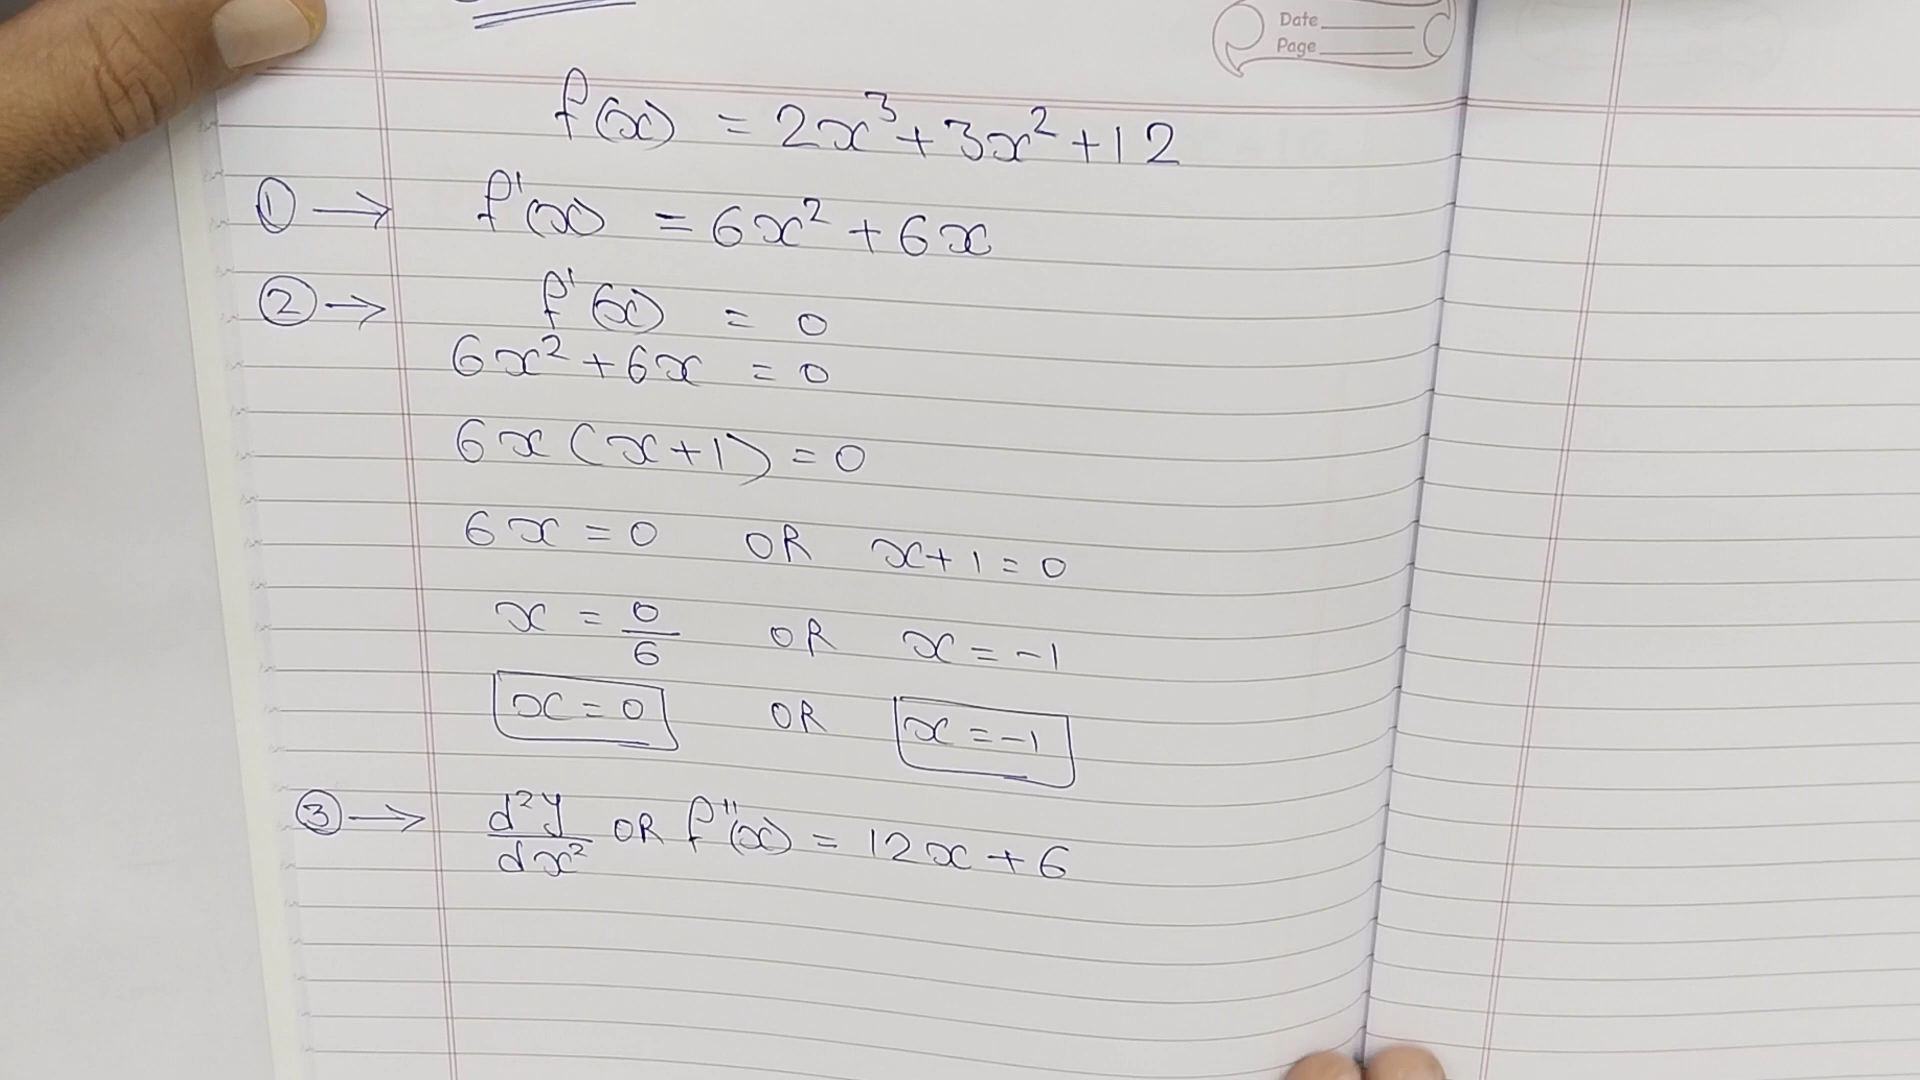 Date
Page
f(x) = 2x³+3x²+12
① → f'(x) = 6x²+6x
② → f'(x) = 0
6x²+6x = 0
6x(x+1)=0
6x=0 OR x+1=0
x = 0/6 OR x=-1
x=0 OR x=-1
③ → d²y/dx² OR f''(x) = 12x+6